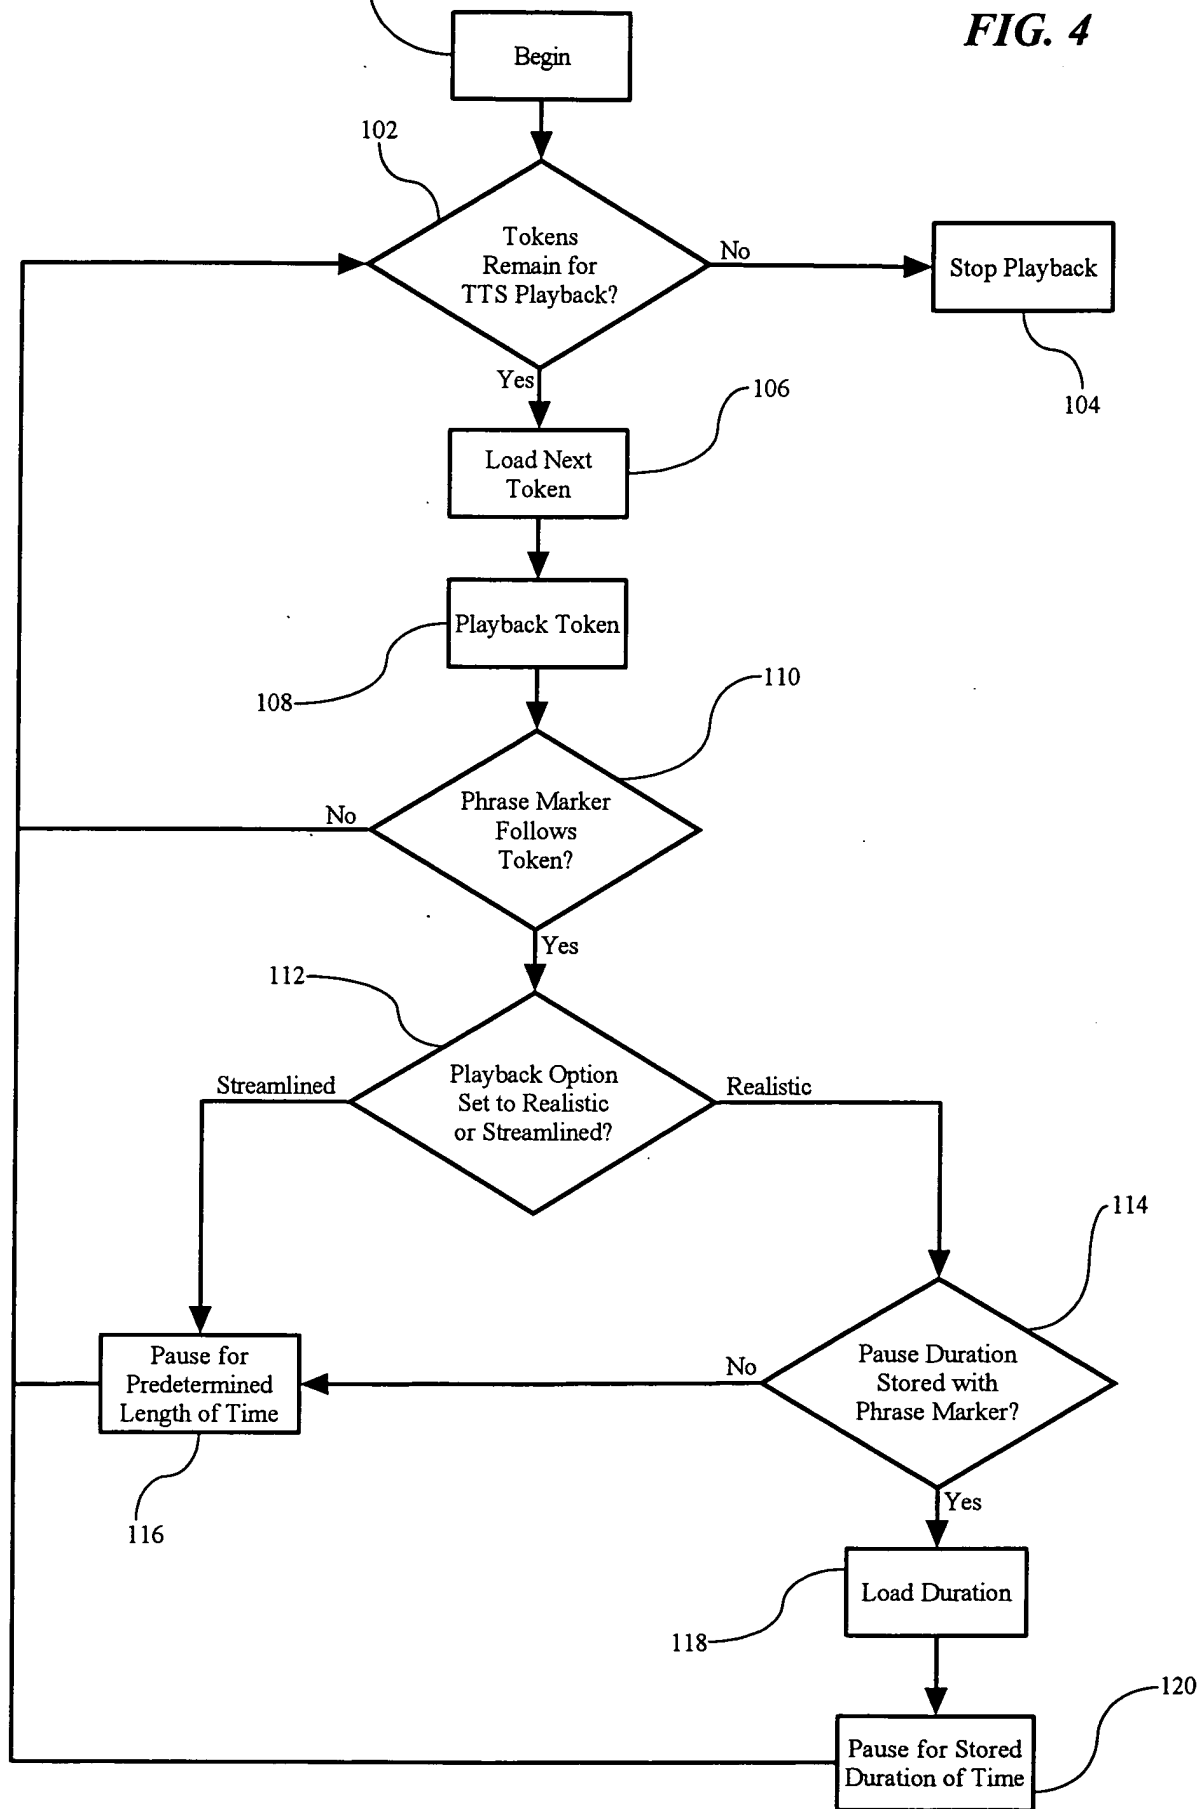 FIG. 4
Begin
102
Tokens
Remain for
TTS Playback?
No
Stop Playback
104
Yes
106
Load Next
Token
Playback Token
108
110
Phrase Marker
Follows
Token?
No
Yes
112
Playback Option
Set to Realistic
or Streamlined?
Streamlined
Realistic
114
Pause for
Predetermined
Length of Time
116
No
Pause Duration
Stored with
Phrase Marker?
Yes
Load Duration
118
120
Pause for Stored
Duration of Time